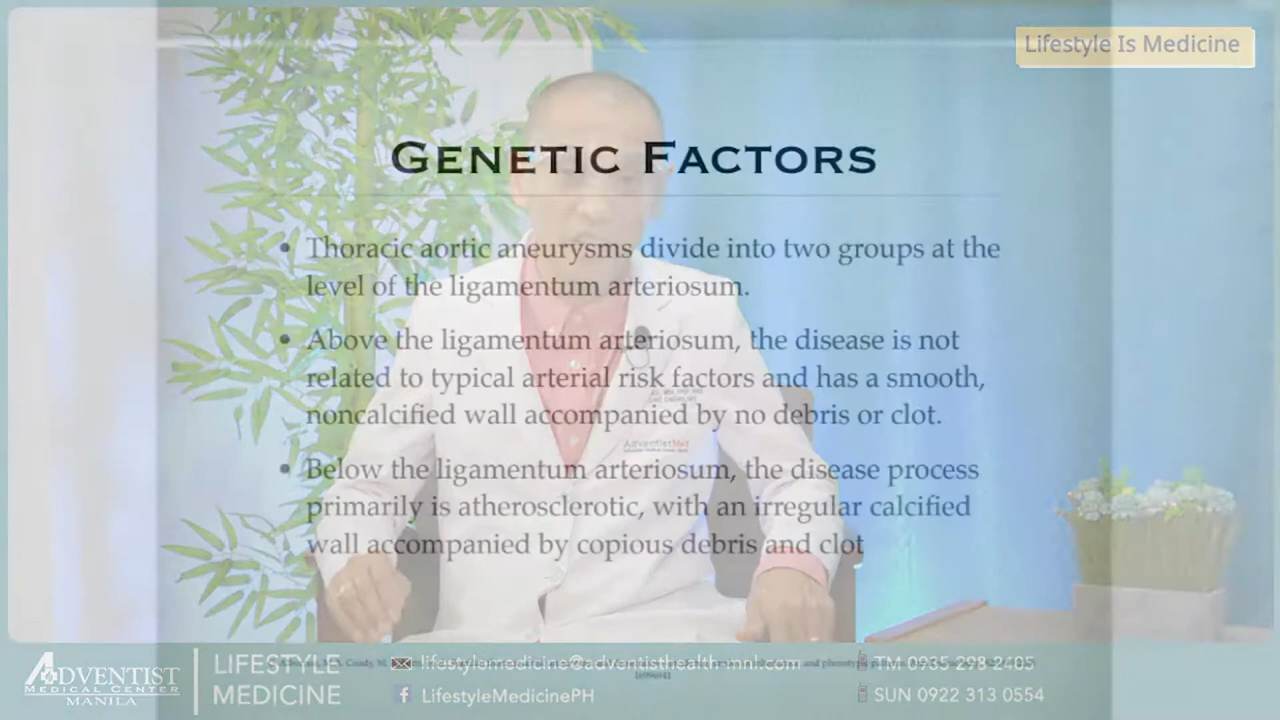 Lifestyle Is Medicine
GENETIC FACTORS
• Thoracic aortic aneurysms divide into two groups at the
level of the ligamentum arteriosum.
• Above the ligamentum arteriosum, the disease is not
related to typical arterial risk factors and has a smooth,
noncalcified wall accompanied by no debris or clot.
• Below the ligamentum arteriosum, the disease process
primarily is atherosclerotic, with an irregular calcified
wall accompanied by copious debris and clot
AdventistMed
ADVENTIST
MEDICAL CENTER
MANILA
LIFESTYLE
MEDICINE
lifestylemedicine@adventisthealth-mnl.com
LifestyleMedicinePH
TM 0935 298 2405
SUN 0922 313 0554